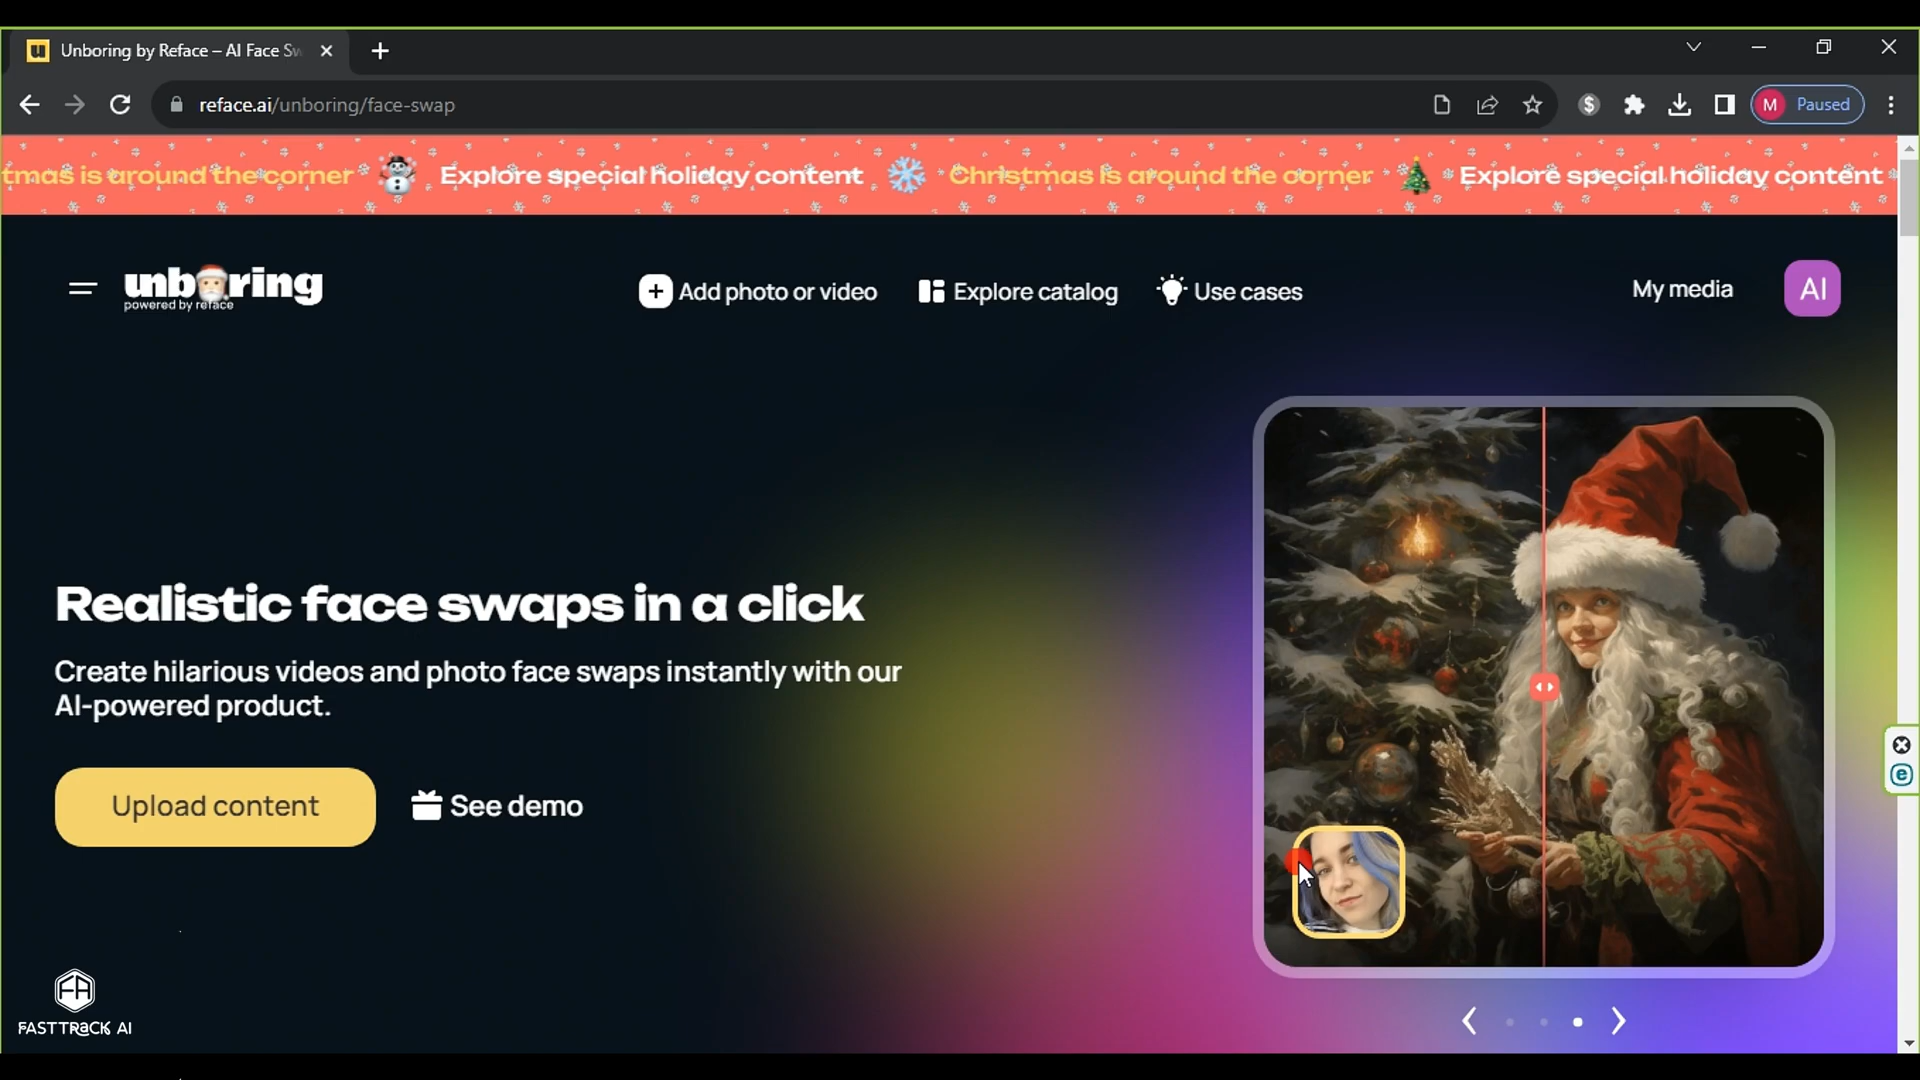 Unboring by Reface – AI Face Sw
reface.ai/unboring/face-swap
M Paused
tmas is around the corner Explore special holiday content Christmas is around the corner Explore special holiday content
unboring
powered by reface
Add photo or video Explore catalog Use cases
My media AI
Realistic face swaps in a click
Create hilarious videos and photo face swaps instantly with our
AI-powered product.
Upload content See demo
FA
FASTTRaCK AI